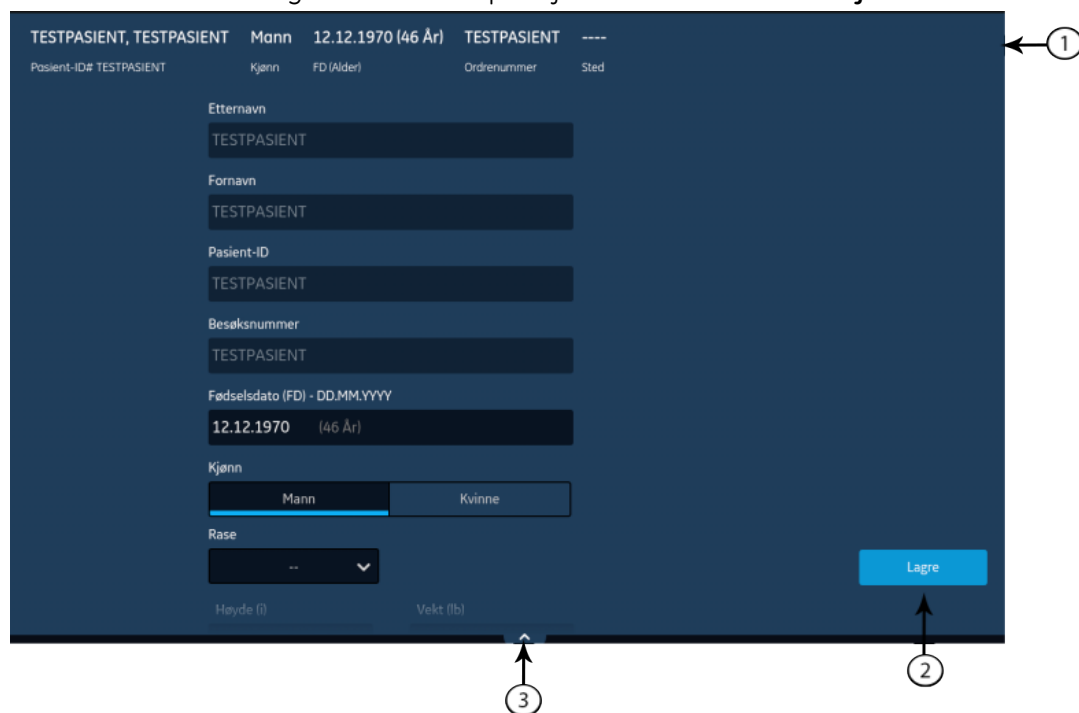 TESTPASIENT, TESTPASIENT Mann 12.12.1970 (46 År) TESTPASIENT ----
Pasient-ID# TESTPASIENT Kjønn FD (Alder) Ordrenummer Sted
1
Etternavn
TESTPASIENT
Fornavn
TESTPASIENT
Pasient-ID
TESTPASIENT
Besøksnummer
TESTPASIENT
Fødselsdato (FD) - DD.MM.YYYY
12.12.1970 (46 År)
Kjønn
Mann Kvinne
Rase
--
Lagre
Høyde (i) Vekt (lb)
2
3